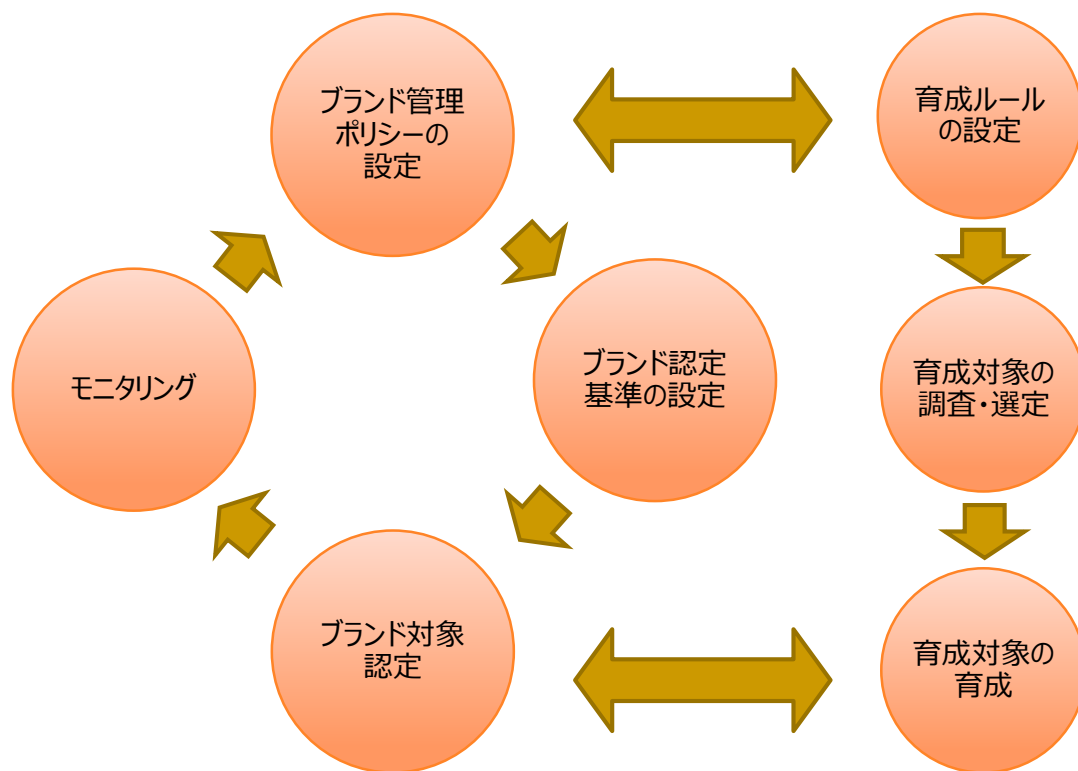 ブランド管理
ポリシーの
設定
育成ルール
の設定
ブランド認定
基準の設定
モニタリング
育成対象の
調査・選定
ブランド対象
認定
育成対象の
育成